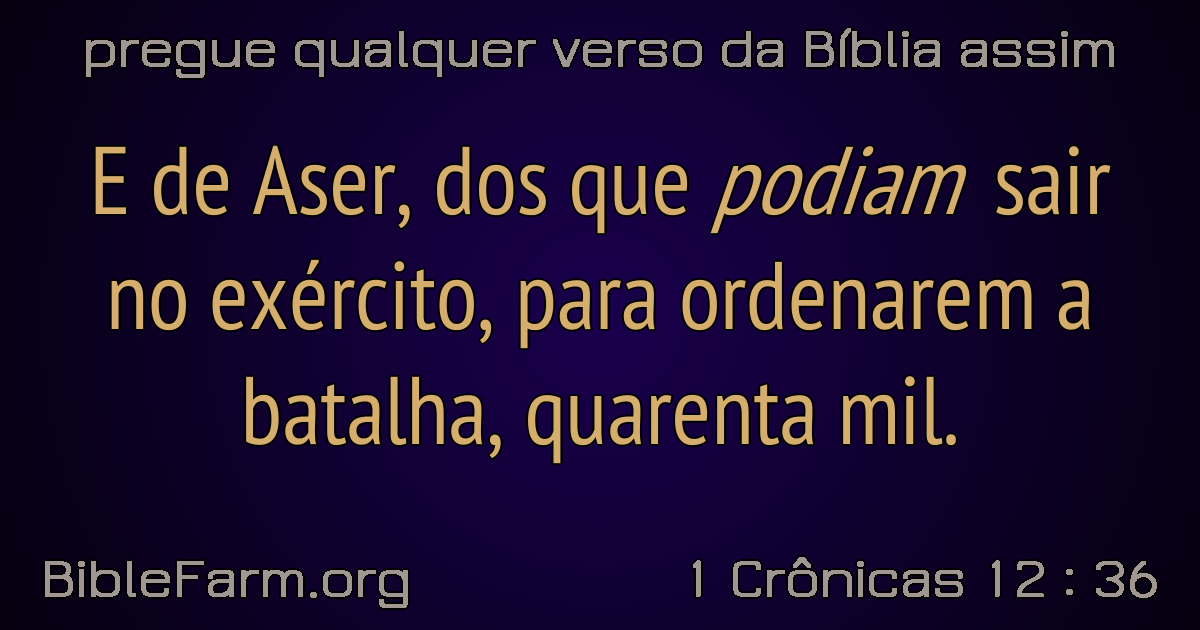 pregue qualquer verso da Bíblia assim
E de Aser, dos que podiam sair
no exército, para ordenarem a
batalha, quarenta mil.
BibleFarm.org
1 Crônicas 12 : 36